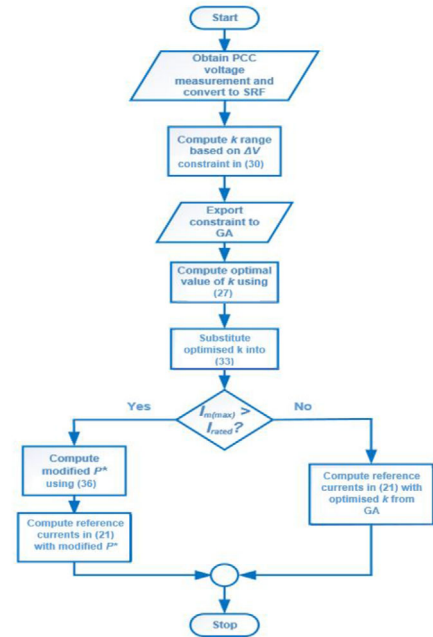 Start
Obtain PCC
voltage
measurement and
convert to SRF
Compute k range
based on ΔV
constraint in (30)
Export
constraint to
GA
Compute optimal
value of k using
(27)
Substitute
optimised k into
(33)
Yes
I m(max) >
I rated ?
No
Compute
modified P*
using (36)
Compute reference
currents in (21)
with modified P*
Compute reference
currents in (21) with
optimised k from
GA
Stop